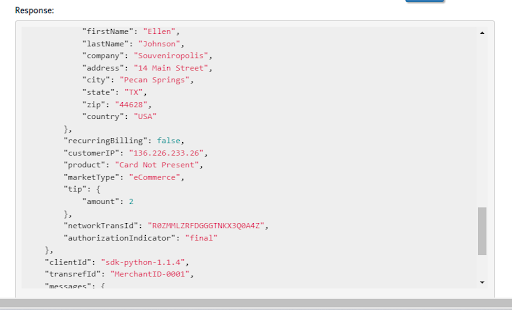 Response:
"firstName": "Ellen",
"lastName": "Johnson",
"company": "Souveniropolis",
"address": "14 Main Street",
"city": "Pecan Springs",
"state": "TX",
"zip": "44628",
"country": "USA"
},
"recurringBilling": false,
"customerIP": "136.226.233.26",
"product": "Card Not Present",
"marketType": "eCommerce",
"tip": {
"amount": 2
},
"networkTransId": "R0ZMMLZRFDGGGTNKX3Q0A4Z",
"authorizationIndicator": "final"
},
"clientId": "sdk-python-1.1.4",
"transrefId": "MerchantID-0001",
"messages": {